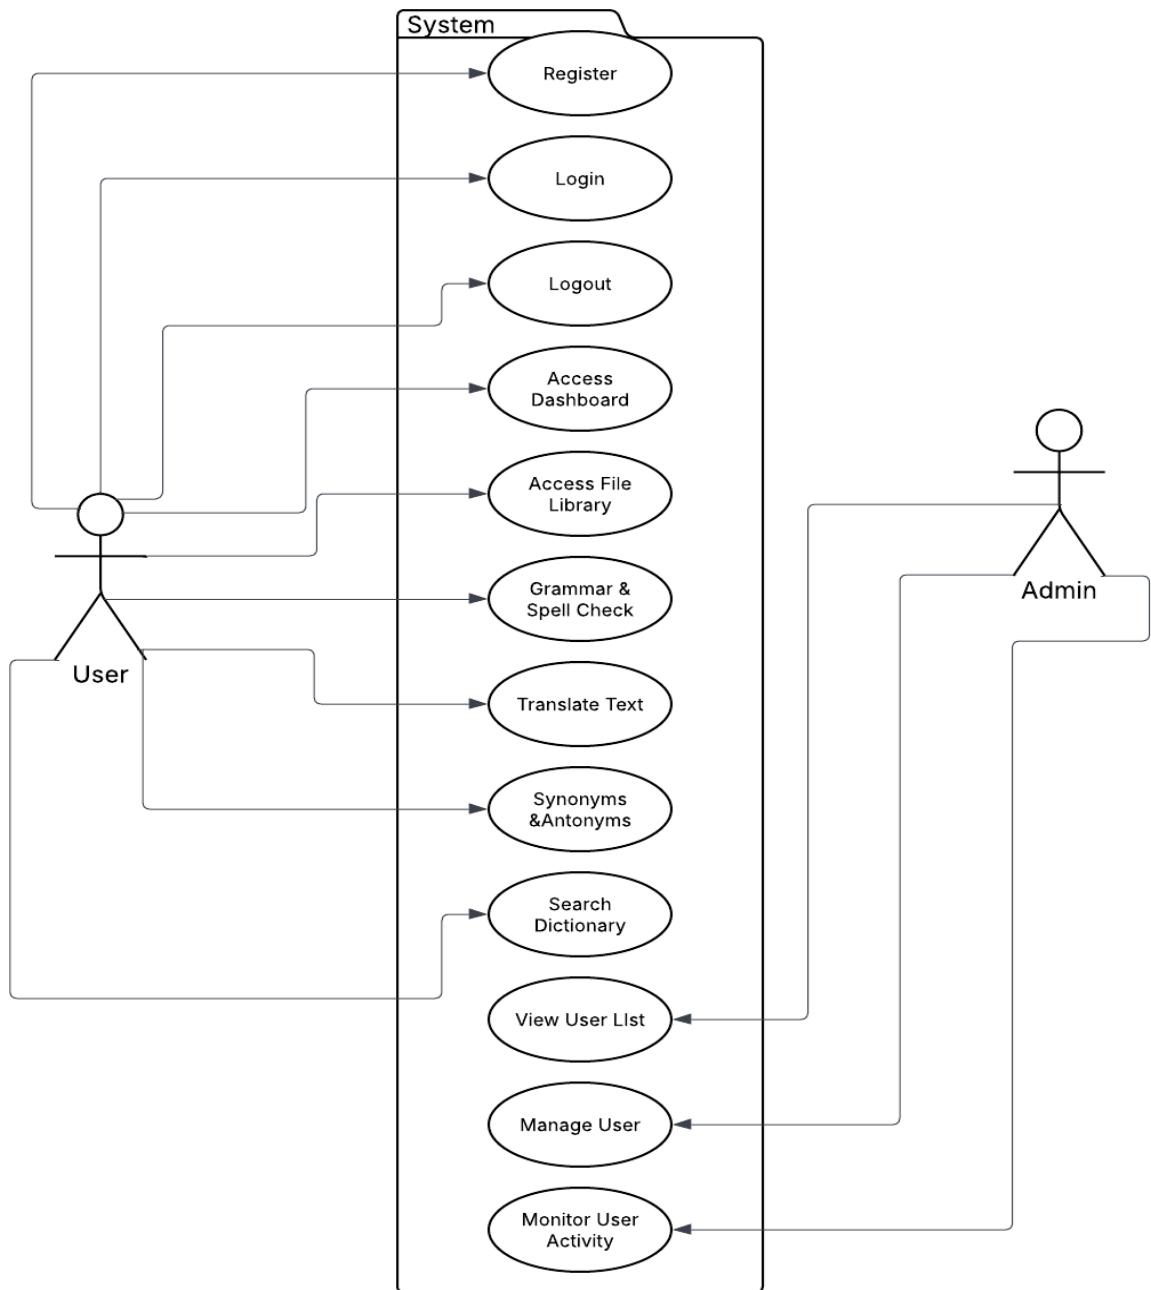 System
Register
Login
Logout
Access
Dashboard
Access File
Library
Grammar &
Spell Check
Translate Text
Synonyms
&Antonyms
Search
Dictionary
View User LIst
Manage User
Monitor User
Activity
User
Admin